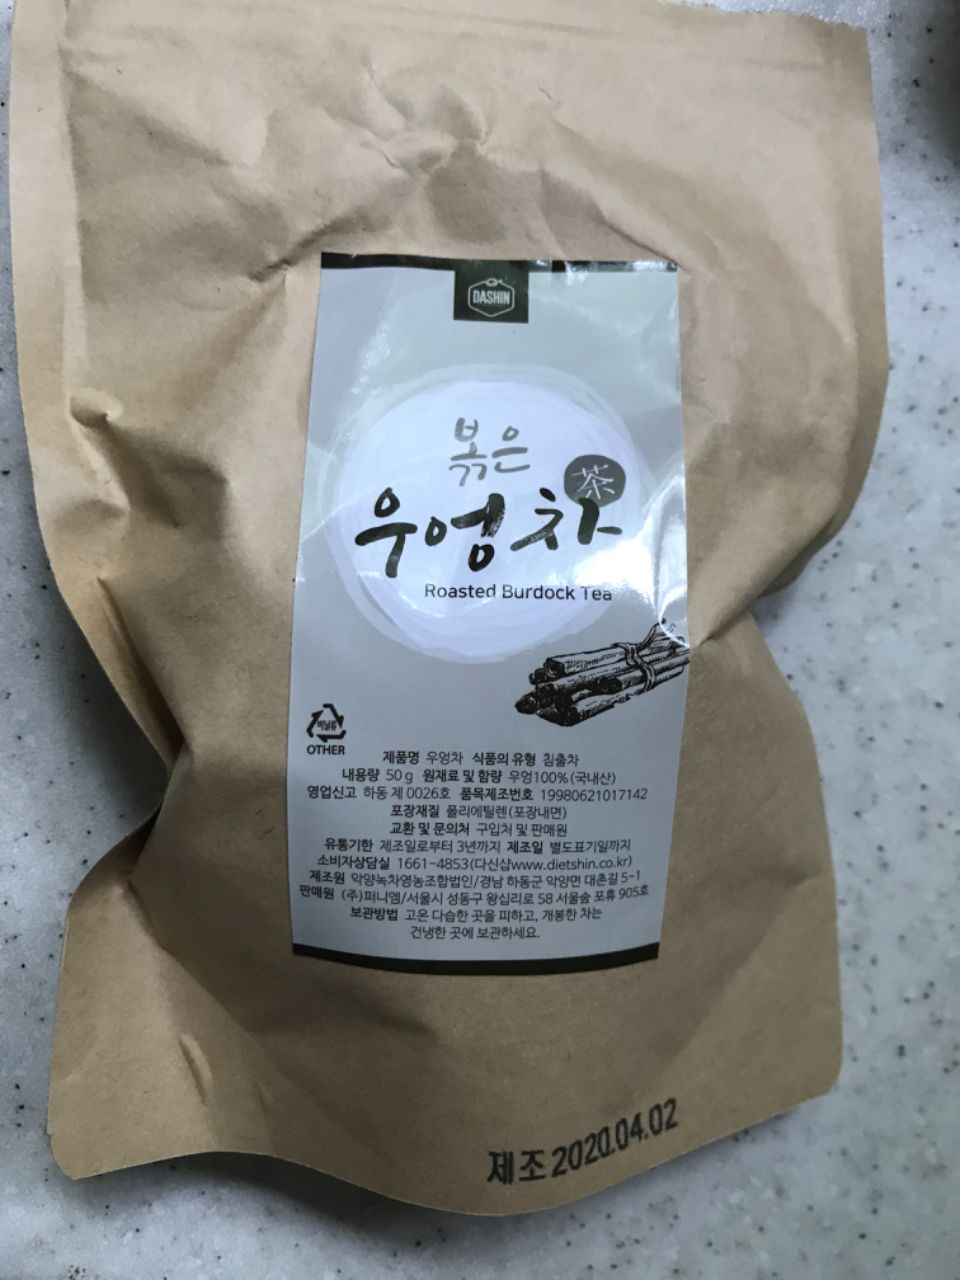 DASHIN
볶은
茶
우엉차
Roasted Burdock Tea
비닐류
OTHER
제품명 우엉차 식품의 유형 침출차
내용량 50g 원재료 및 함량 우엉100%(국내산)
영업신고 하동 제 0026호 품목제조번호 19980621017142
포장재질 폴리에틸렌(포장내면)
교환 및 문의처 구입처 및 판매원
유통기한 제조일로부터 3년까지 제조일 별도표기일까지
소비자상담실 1661-4853(다신샵www.dietshin.co.kr)
제조원 악양녹차영농조합법인/경남 하동군 악양면 대촌길 5-1
판매원 (주)퍼니엠/서울시 성동구 왕십리로 58 서울숲 포휴 905호
보관방법 고온 다습한 곳을 피하고, 개봉한 차는
건냉한 곳에 보관하세요.
제조 2020.04.02